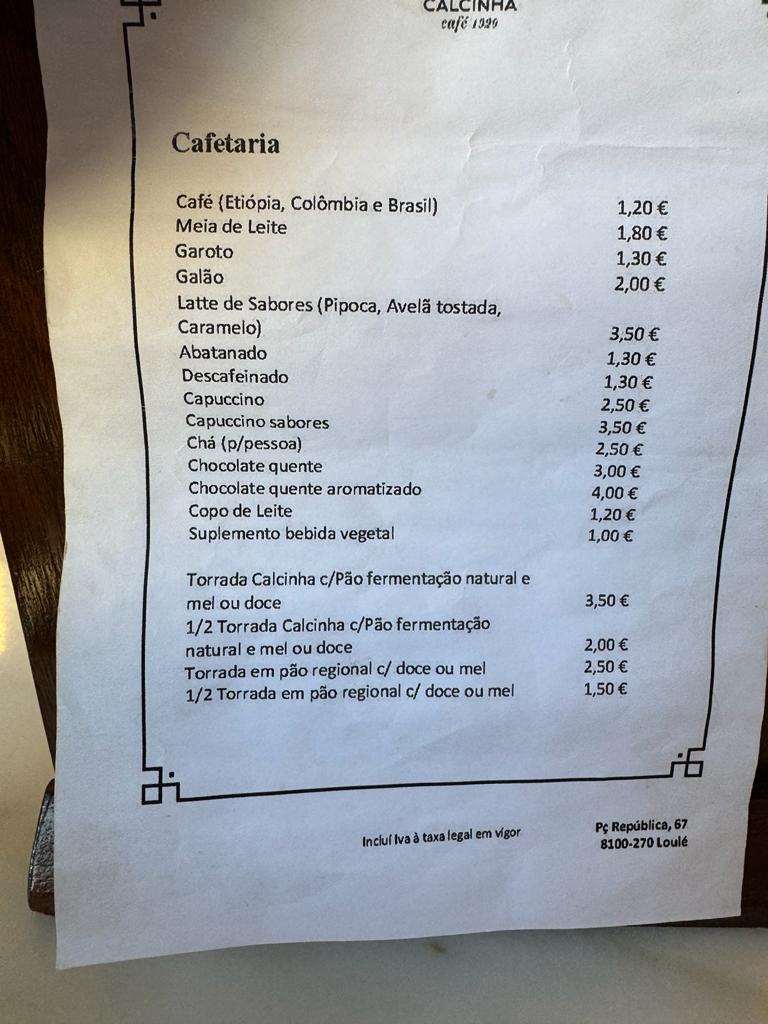 CALCINHA
café 1929
Cafetaria
Café (Etiópia, Colômbia e Brasil) 1,20 €
Meia de Leite 1,80 €
Garoto 1,30 €
Galão 2,00 €
Latte de Sabores (Pipoca, Avelã tostada,
Caramelo) 3,50 €
Abatanado 1,30 €
Descafeinado 1,30 €
Capuccino 2,50 €
Capuccino sabores 3,50 €
Chá (p/pessoa) 2,50 €
Chocolate quente 3,00 €
Chocolate quente aromatizado 4,00 €
Copo de Leite 1,20 €
Suplemento bebida vegetal 1,00 €
Torrada Calcinha c/Pão fermentação natural e
mel ou doce 3,50 €
1/2 Torrada Calcinha c/Pão fermentação
natural e mel ou doce 2,00 €
Torrada em pão regional c/ doce ou mel 2,50 €
1/2 Torrada em pão regional c/ doce ou mel 1,50 €
Incluí Iva à taxa legal em vigor
Pç República, 67
8100-270 Loulé